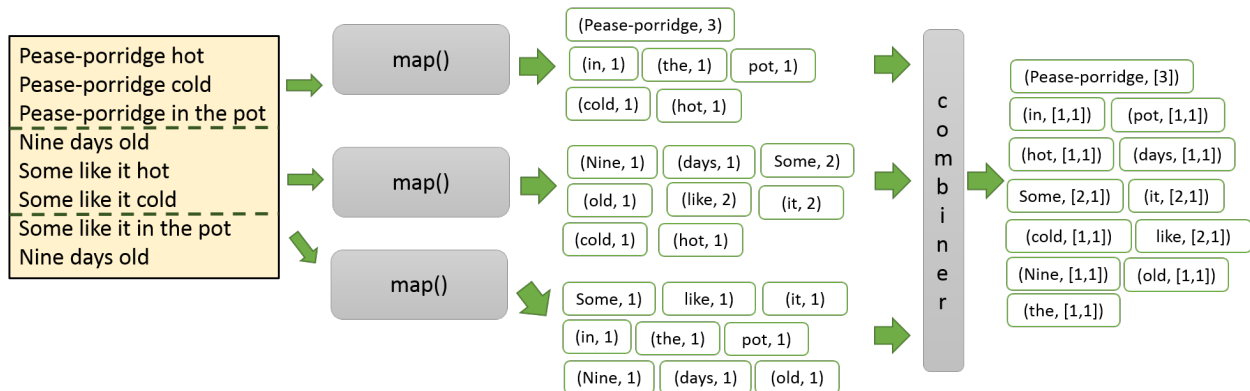 Pease-porridge hot
Pease-porridge cold
Pease-porridge in the pot
Nine days old
Some like it hot
Some like it cold
Some like it in the pot
Nine days old
map()
(Pease-porridge, 3)
(in, 1) (the, 1) pot, 1)
(cold, 1) (hot, 1)
map()
(Nine, 1) (days, 1) Some, 2)
(old, 1) (like, 2) (it, 2)
(cold, 1) (hot, 1)
map()
Some, 1) like, 1) (it, 1)
(in, 1) (the, 1) pot, 1)
(Nine, 1) (days, 1) (old, 1)
combiner
(Pease-porridge, [3])
(in, [1,1]) (pot, [1,1])
(hot, [1,1]) (days, [1,1])
Some, [2,1]) (it, [2,1])
(cold, [1,1]) like, [2,1])
(Nine, [1,1]) (old, [1,1])
(the, [1,1])